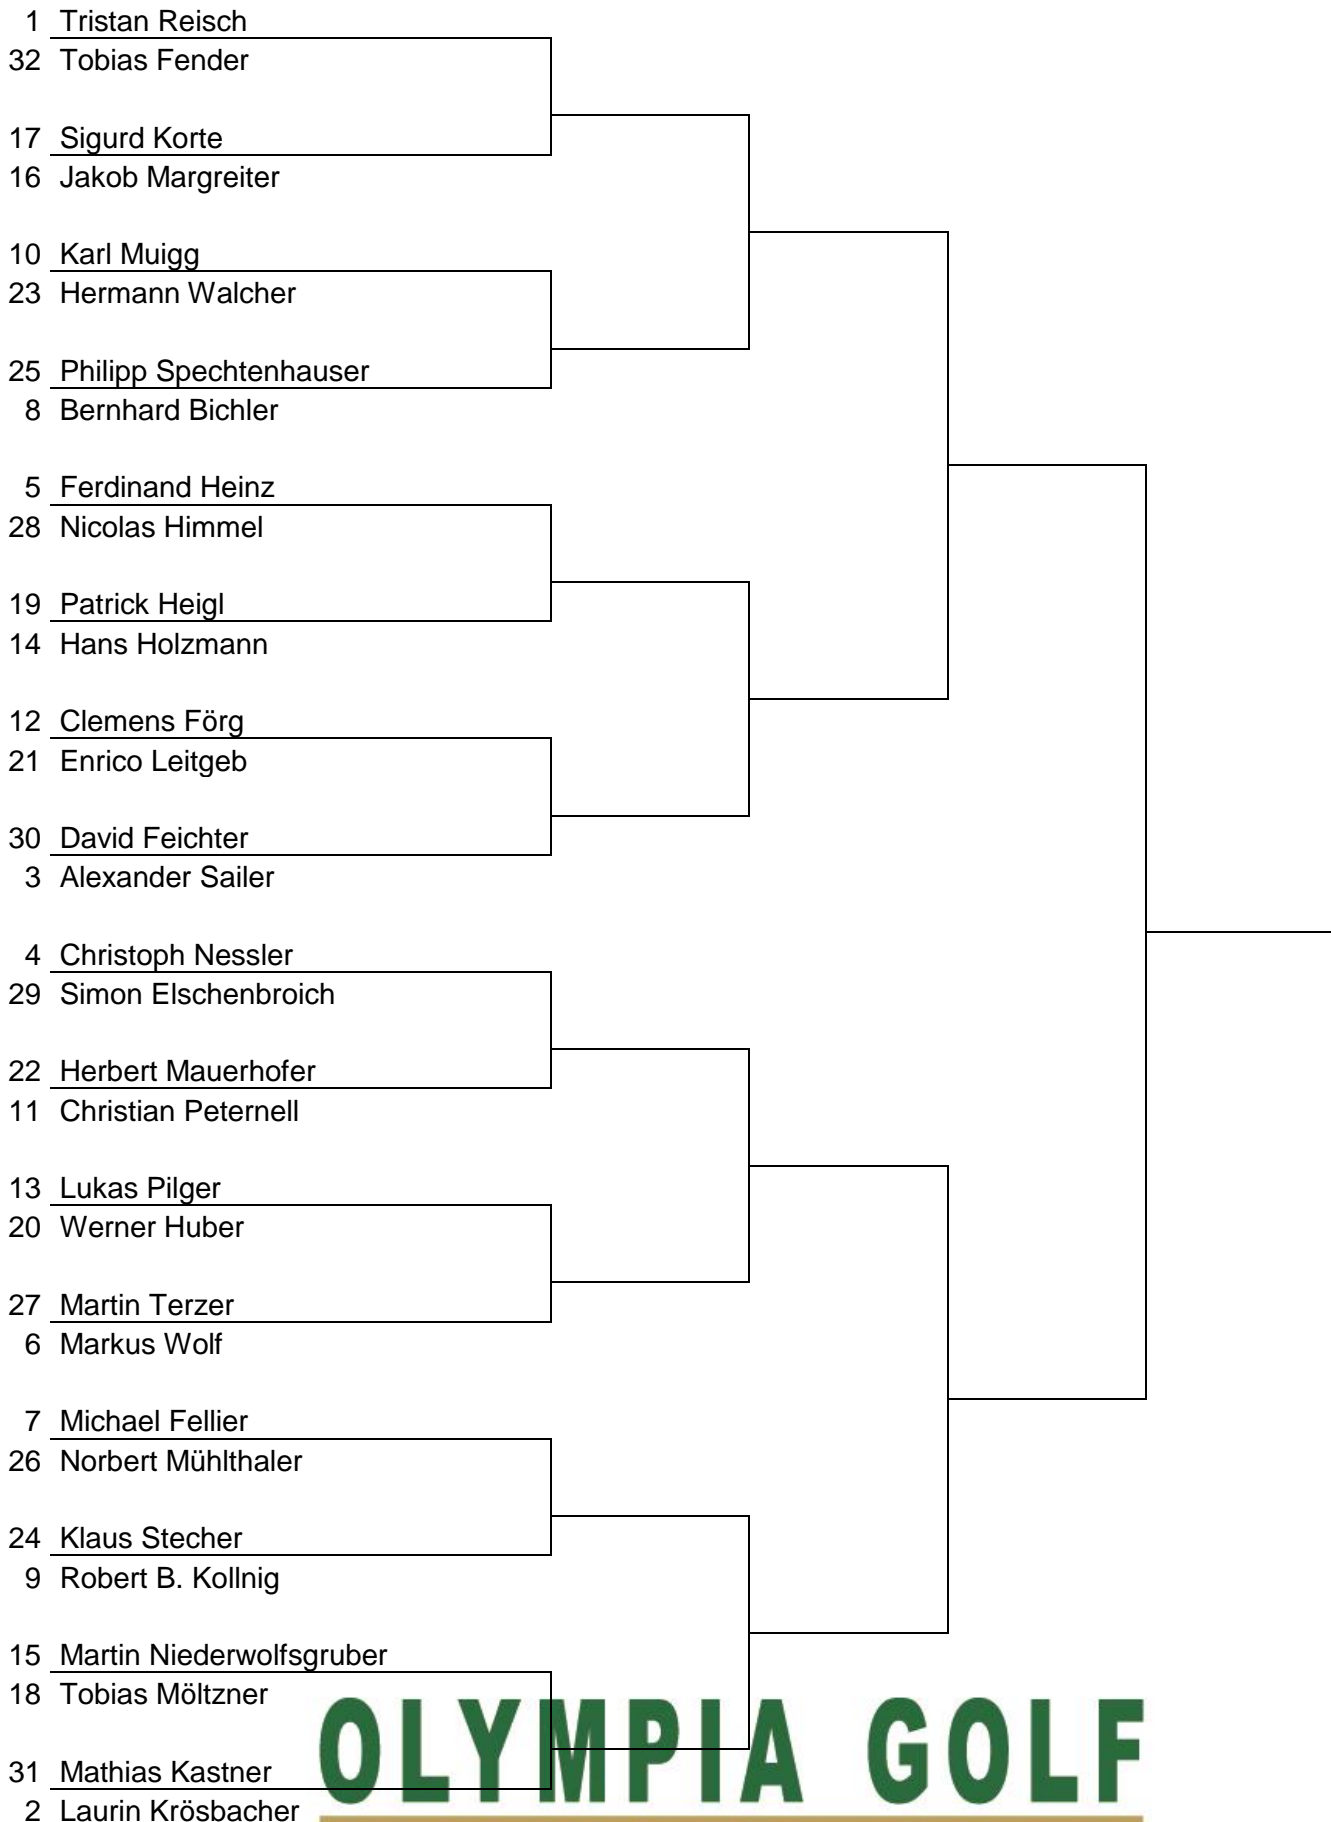 1 Tristan Reisch
32 Tobias Fender
17 Sigurd Korte
16 Jakob Margreiter
10 Karl Muigg
23 Hermann Walcher
25 Philipp Spechtenhauser
8 Bernhard Bichler
5 Ferdinand Heinz
28 Nicolas Himmel
19 Patrick Heigl
14 Hans Holzmann
12 Clemens Förg
21 Enrico Leitgeb
30 David Feichter
3 Alexander Sailer
4 Christoph Nessler
29 Simon Elschenbroich
22 Herbert Mauerhofer
11 Christian Peternell
13 Lukas Pilger
20 Werner Huber
27 Martin Terzer
6 Markus Wolf
7 Michael Fellier
26 Norbert Mühlthaler
24 Klaus Stecher
9 Robert B. Kollnig
15 Martin Niederwolfsgruber
18 Tobias Möltzner
OLYMPIA GOLF
31 Mathias Kastner
2 Laurin Krösbacher